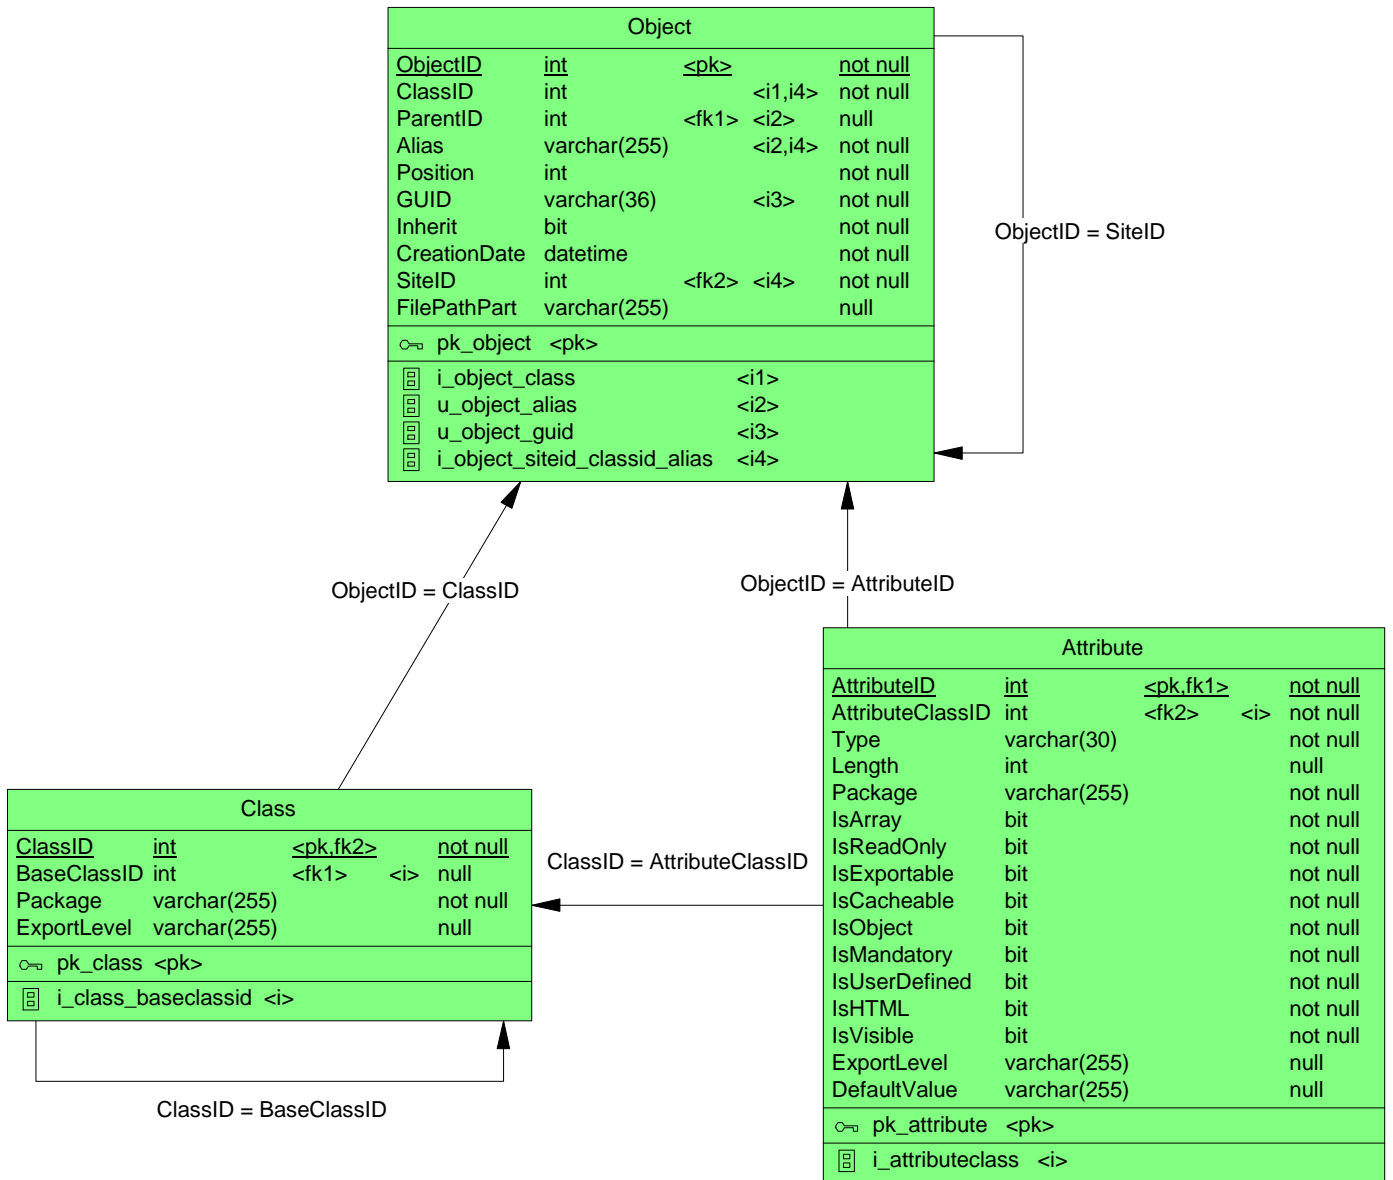 Object
ObjectID int <pk> not null
ClassID int <i1,i4> not null
ParentID int <fk1> <i2> null
Alias varchar(255) <i2,i4> not null
Position int not null
GUID varchar(36) <i3> not null
Inherit bit not null
CreationDate datetime not null
SiteID int <fk2> <i4> not null
FilePathPart varchar(255) null
pk_object <pk>
i_object_class <i1>
u_object_alias <i2>
u_object_guid <i3>
i_object_siteid_classid_alias <i4>
ObjectID = SiteID
ObjectID = ClassID
ObjectID = AttributeID
Class
ClassID int <pk,fk2> not null
BaseClassID int <fk1> <i> null
Package varchar(255) not null
ExportLevel varchar(255) null
pk_class <pk>
i_class_baseclassid <i>
ClassID = BaseClassID
ClassID = AttributeClassID
Attribute
AttributeID int <pk,fk1> not null
AttributeClassID int <fk2> <i> not null
Type varchar(30) not null
Length int null
Package varchar(255) not null
IsArray bit not null
IsReadOnly bit not null
IsExportable bit not null
IsCacheable bit not null
IsObject bit not null
IsMandatory bit not null
IsUserDefined bit not null
IsHTML bit not null
IsVisible bit not null
ExportLevel varchar(255) null
DefaultValue varchar(255) null
pk_attribute <pk>
i_attributeclass <i>